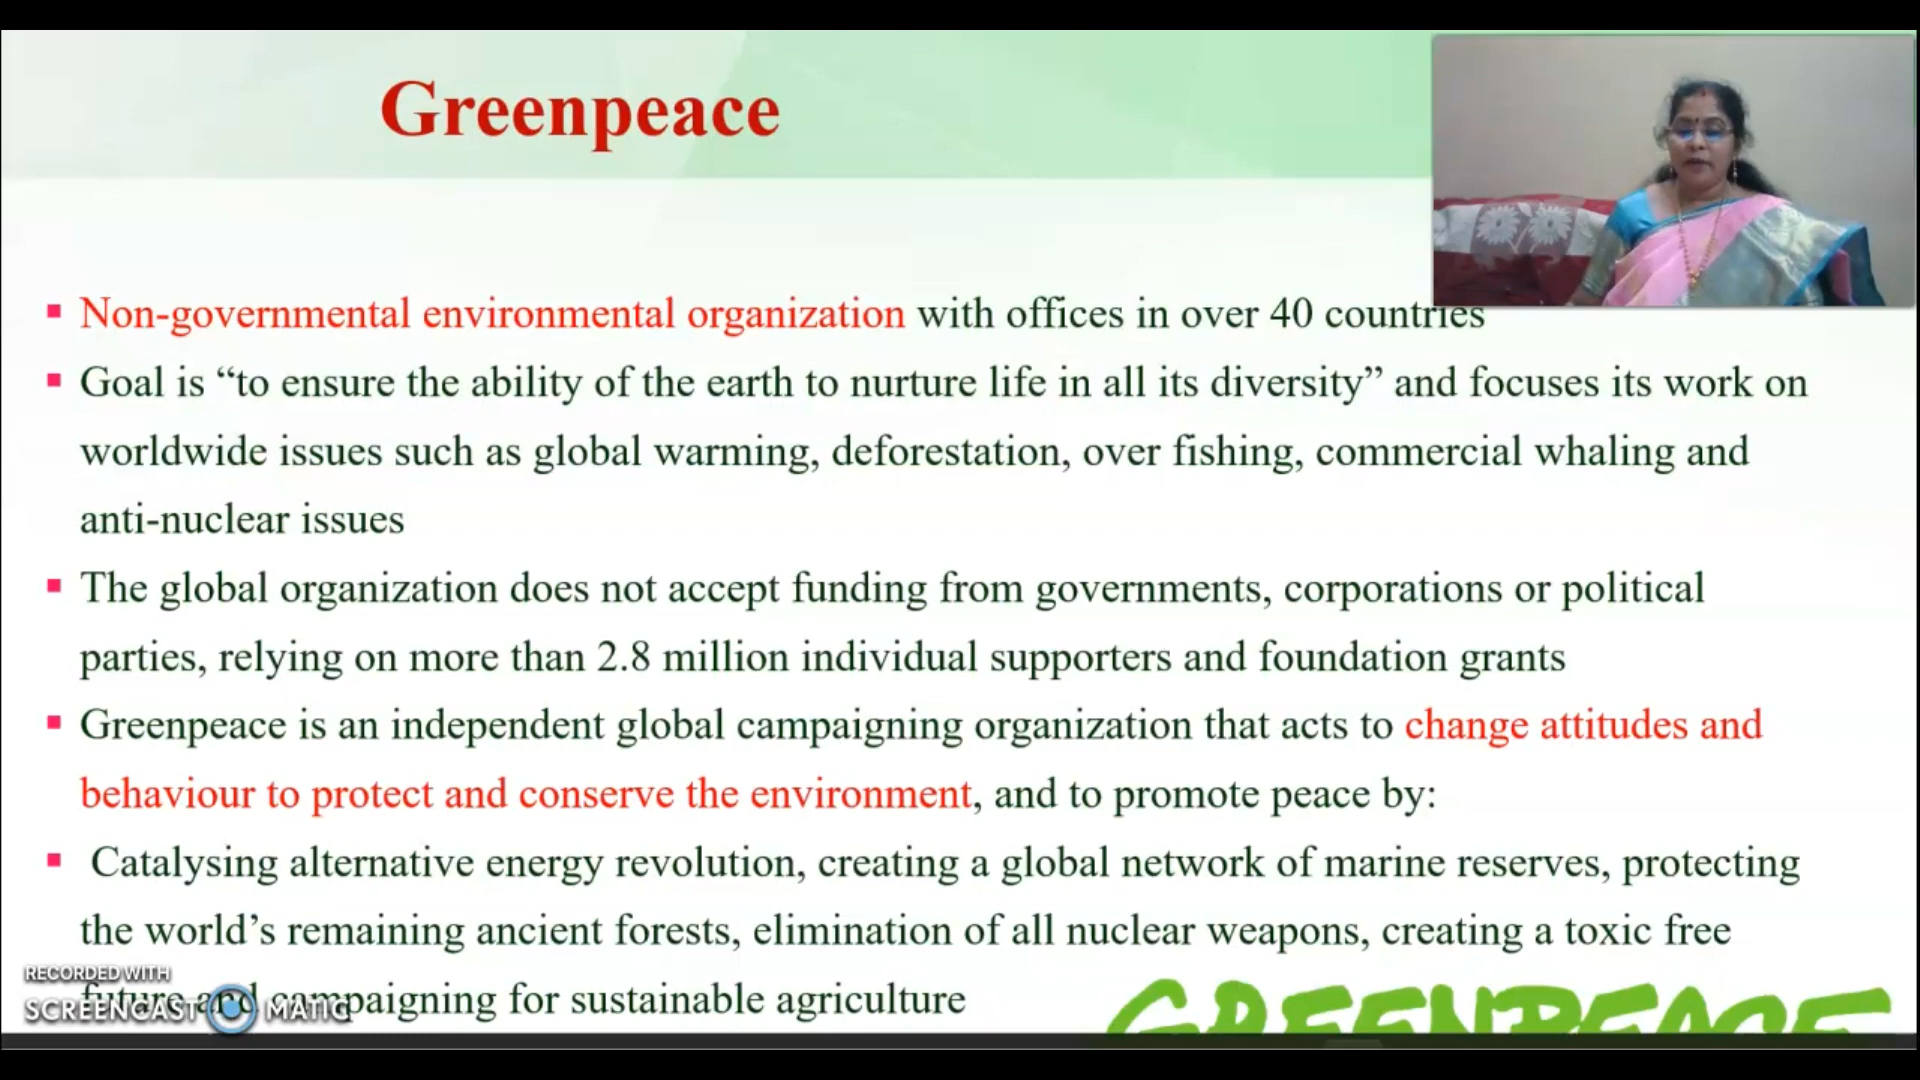 Greenpeace
▪ Non-governmental environmental organization with offices in over 40 countries
▪ Goal is “to ensure the ability of the earth to nurture life in all its diversity” and focuses its work on
worldwide issues such as global warming, deforestation, over fishing, commercial whaling and
anti-nuclear issues
▪ The global organization does not accept funding from governments, corporations or political
parties, relying on more than 2.8 million individual supporters and foundation grants
▪ Greenpeace is an independent global campaigning organization that acts to change attitudes and
behaviour to protect and conserve the environment, and to promote peace by:
▪ Catalysing alternative energy revolution, creating a global network of marine reserves, protecting
the world’s remaining ancient forests, elimination of all nuclear weapons, creating a toxic free
future and campaigning for sustainable agriculture
RECORDED WITH
SCREENCAST MATIC
GREENPEACE